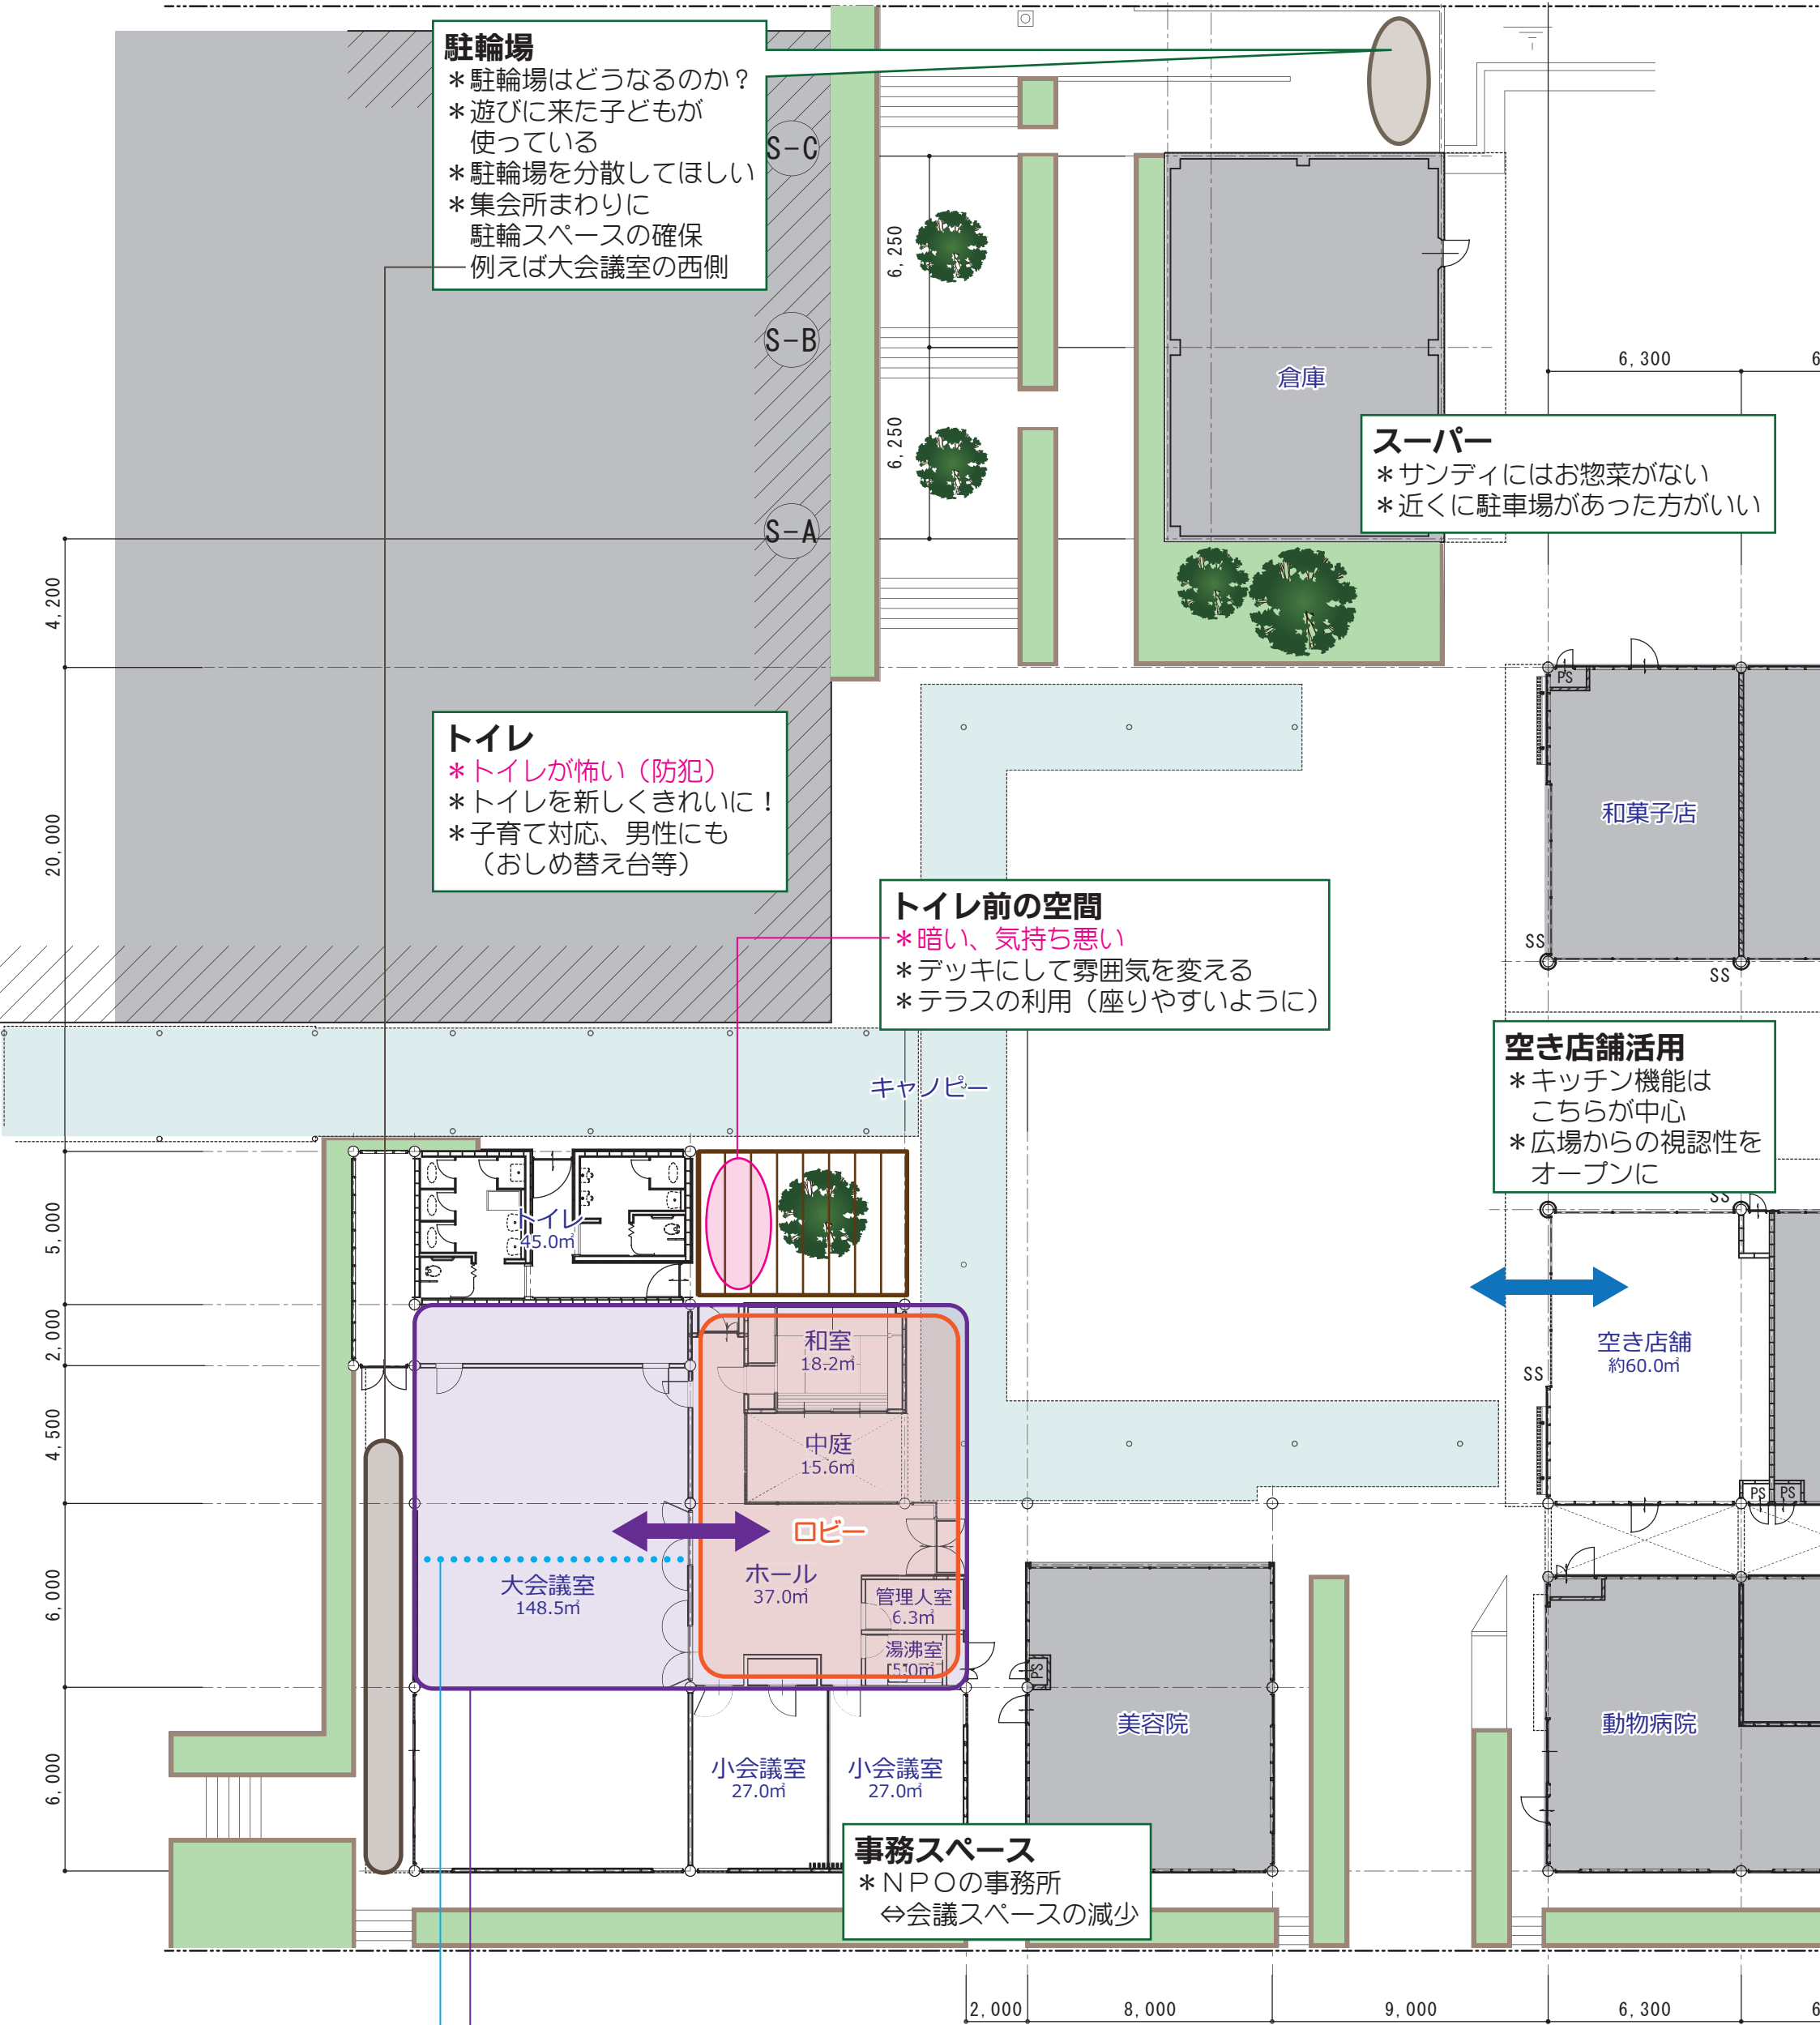 駐輪場
＊駐輪場はどうなるのか？
＊遊びに来た子どもが
使っている
＊駐輪場を分散してほしい
＊集会所まわりに
駐輪スペースの確保
例えば大会議室の西側
S-C
S-B
S-A
6,250
6,250
倉庫
6,300
6
スーパー
＊サンディにはお惣菜がない
＊近くに駐車場があった方がいい
4,200
20,000
トイレ
＊トイレが怖い（防犯）
＊トイレを新しくきれいに！
＊子育て対応、男性にも
（おしめ替え台等）
PS
和菓子店
SS
SS
トイレ前の空間
＊暗い、気持ち悪い
＊デッキにして雰囲気を変える
＊テラスの利用（座りやすいように）
キャノピー
空き店舗活用
＊キッチン機能は
こちらが中心
＊広場からの視認性を
オープンに
SS
5,000
2,000
4,500
6,000
6,000
トイレ
45.0㎡
和室
18.2㎡
中庭
15.6㎡
ロビー
ホール
37.0㎡
大会議室
148.5㎡
管理人室
6.3㎡
湯沸室
5.0㎡
空き店舗
約60.0㎡
SS
PS
PS
PS
美容院
動物病院
小会議室
27.0㎡
小会議室
27.0㎡
事務スペース
＊ＮＰＯの事務所
⇔会議スペースの減少
2,000
8,000
9,000
6,300
6